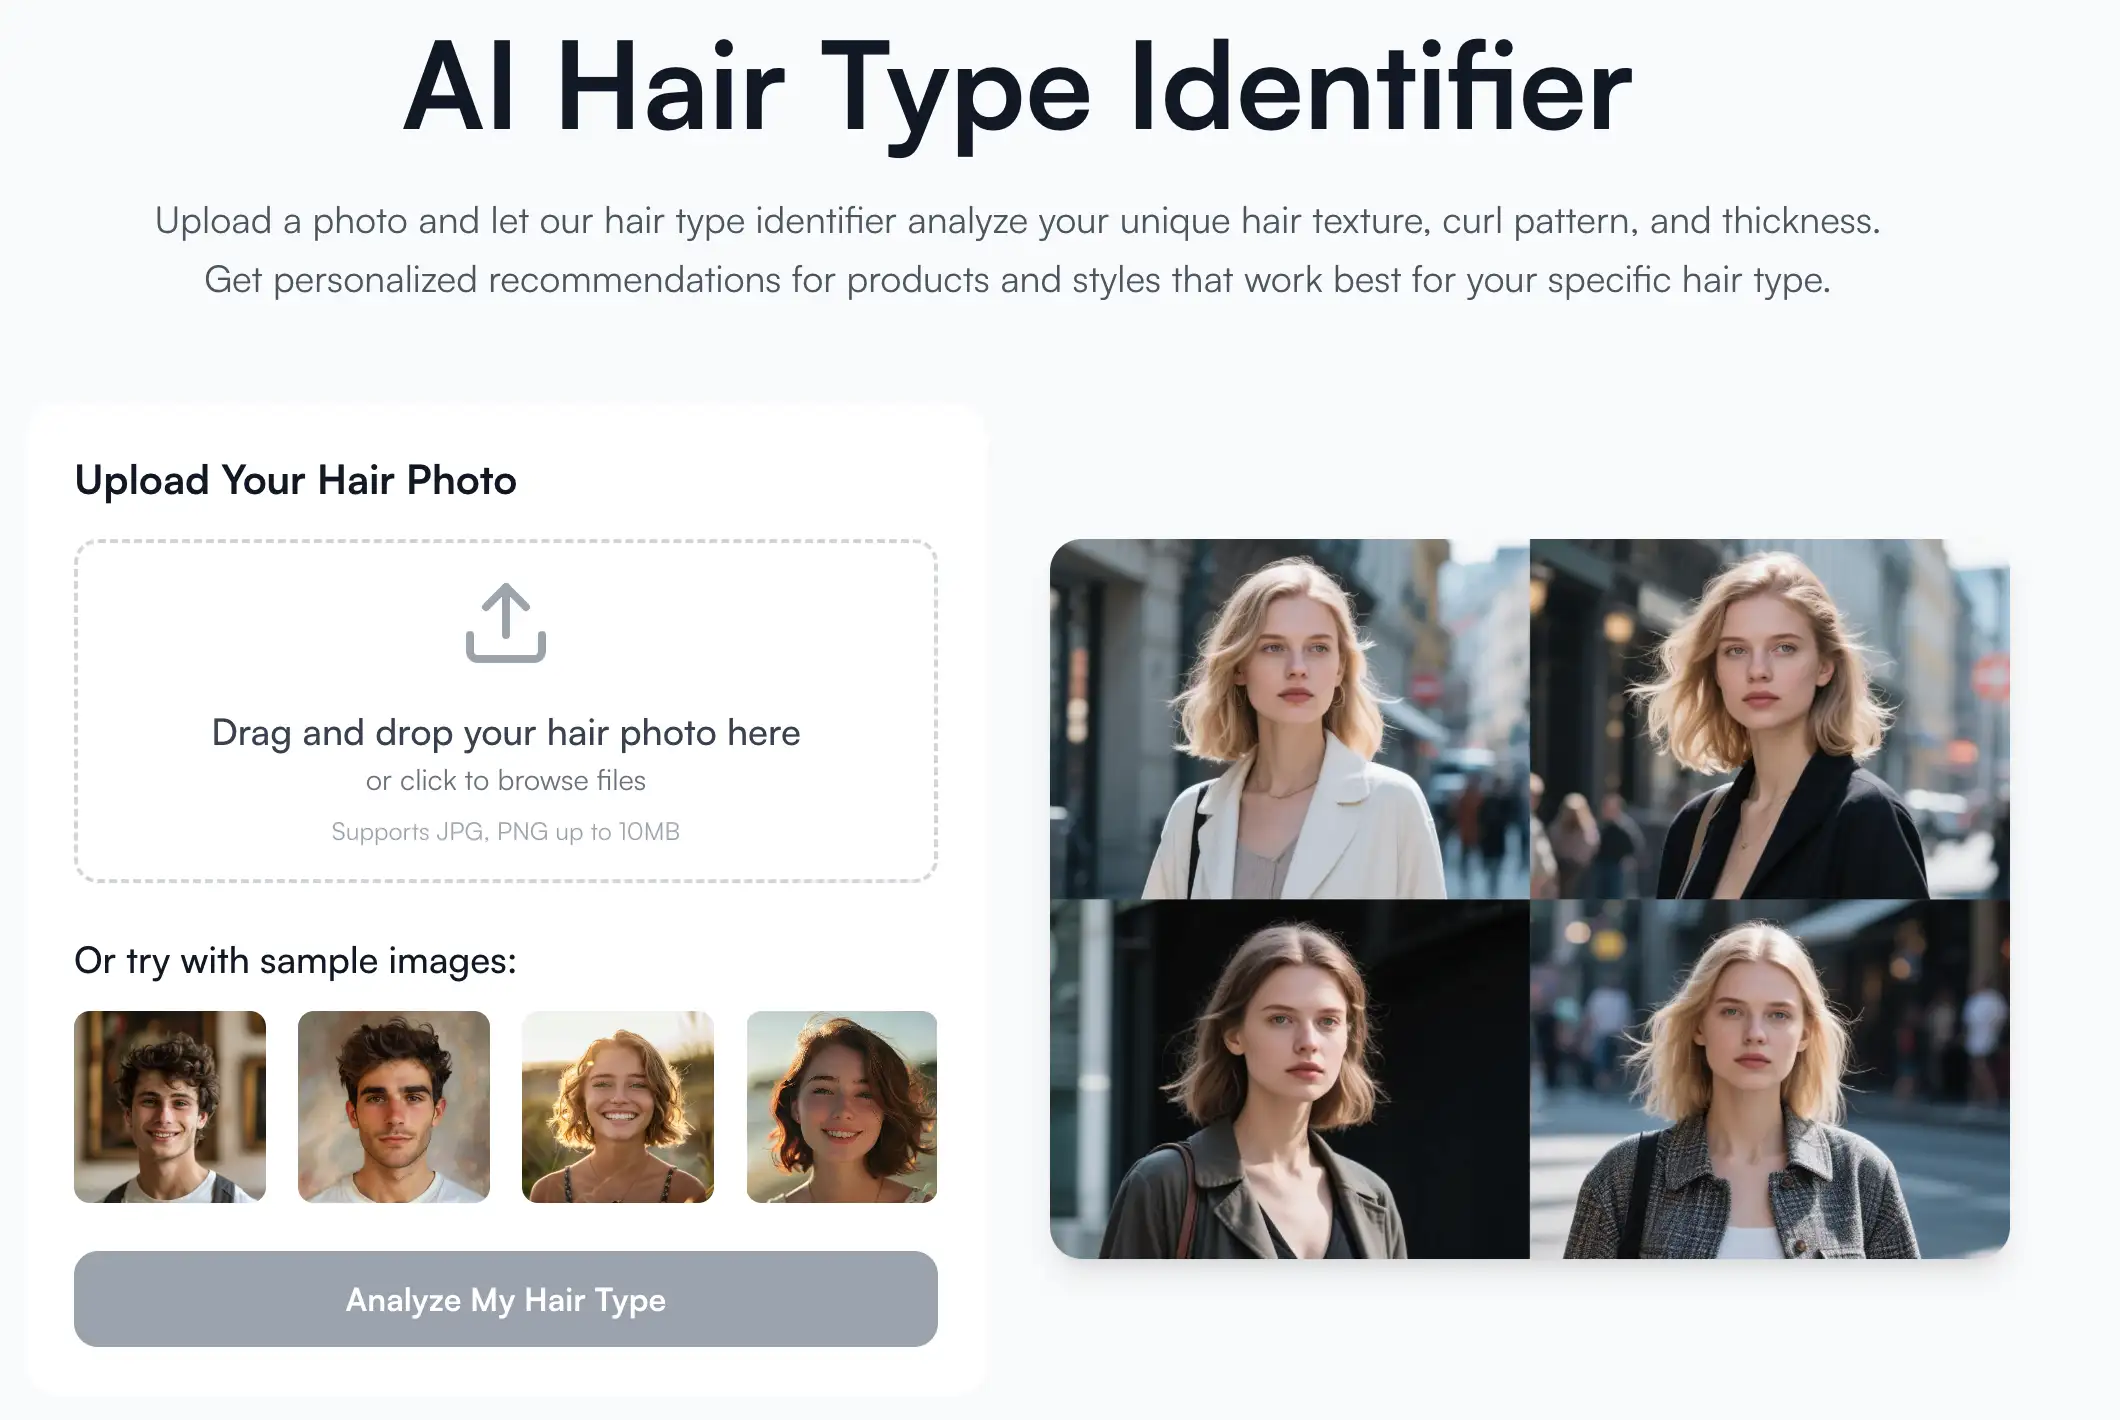 AI Hair Type Identifier
Upload a photo and let our hair type identifier analyze your unique hair texture, curl pattern, and thickness.
Get personalized recommendations for products and styles that work best for your specific hair type.
Upload Your Hair Photo
Drag and drop your hair photo here
or click to browse files
Supports JPG, PNG up to 10MB
Or try with sample images:
Analyze My Hair Type